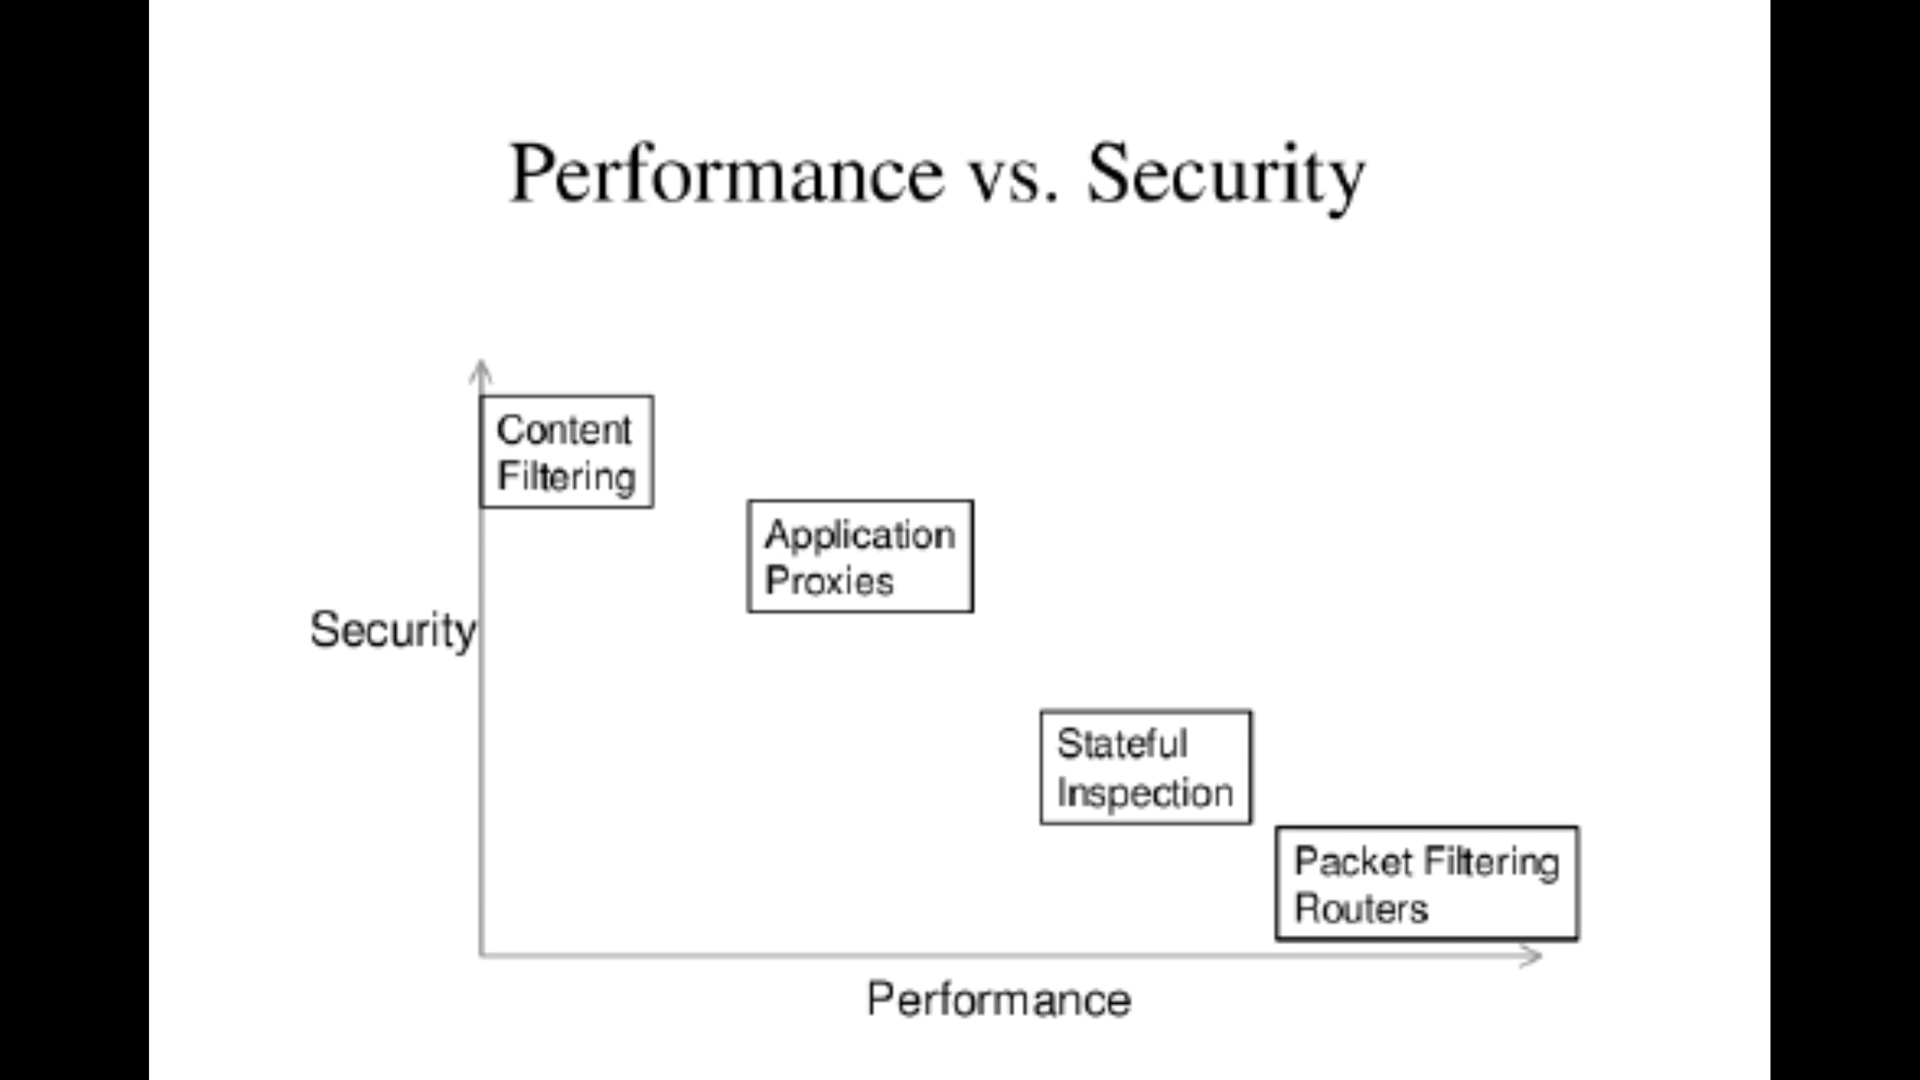 Performance vs. Security
Content
Filtering
Application
Proxies
Security
Stateful
Inspection
Packet Filtering
Routers
Performance